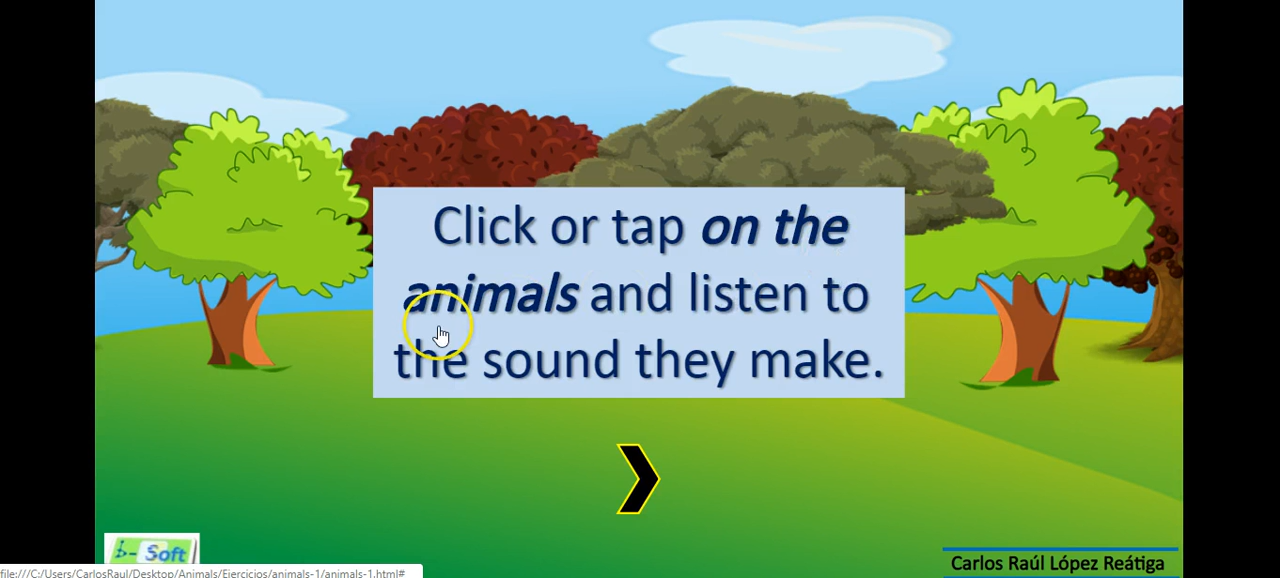 Click or tap on the
animals and listen to
the sound they make.
b-Soft
Carlos Raúl López Reátiga
file:///C:/Users/CarlosRaul/Desktop/Animals/Ejercicios/animals-1/animals-1.html#